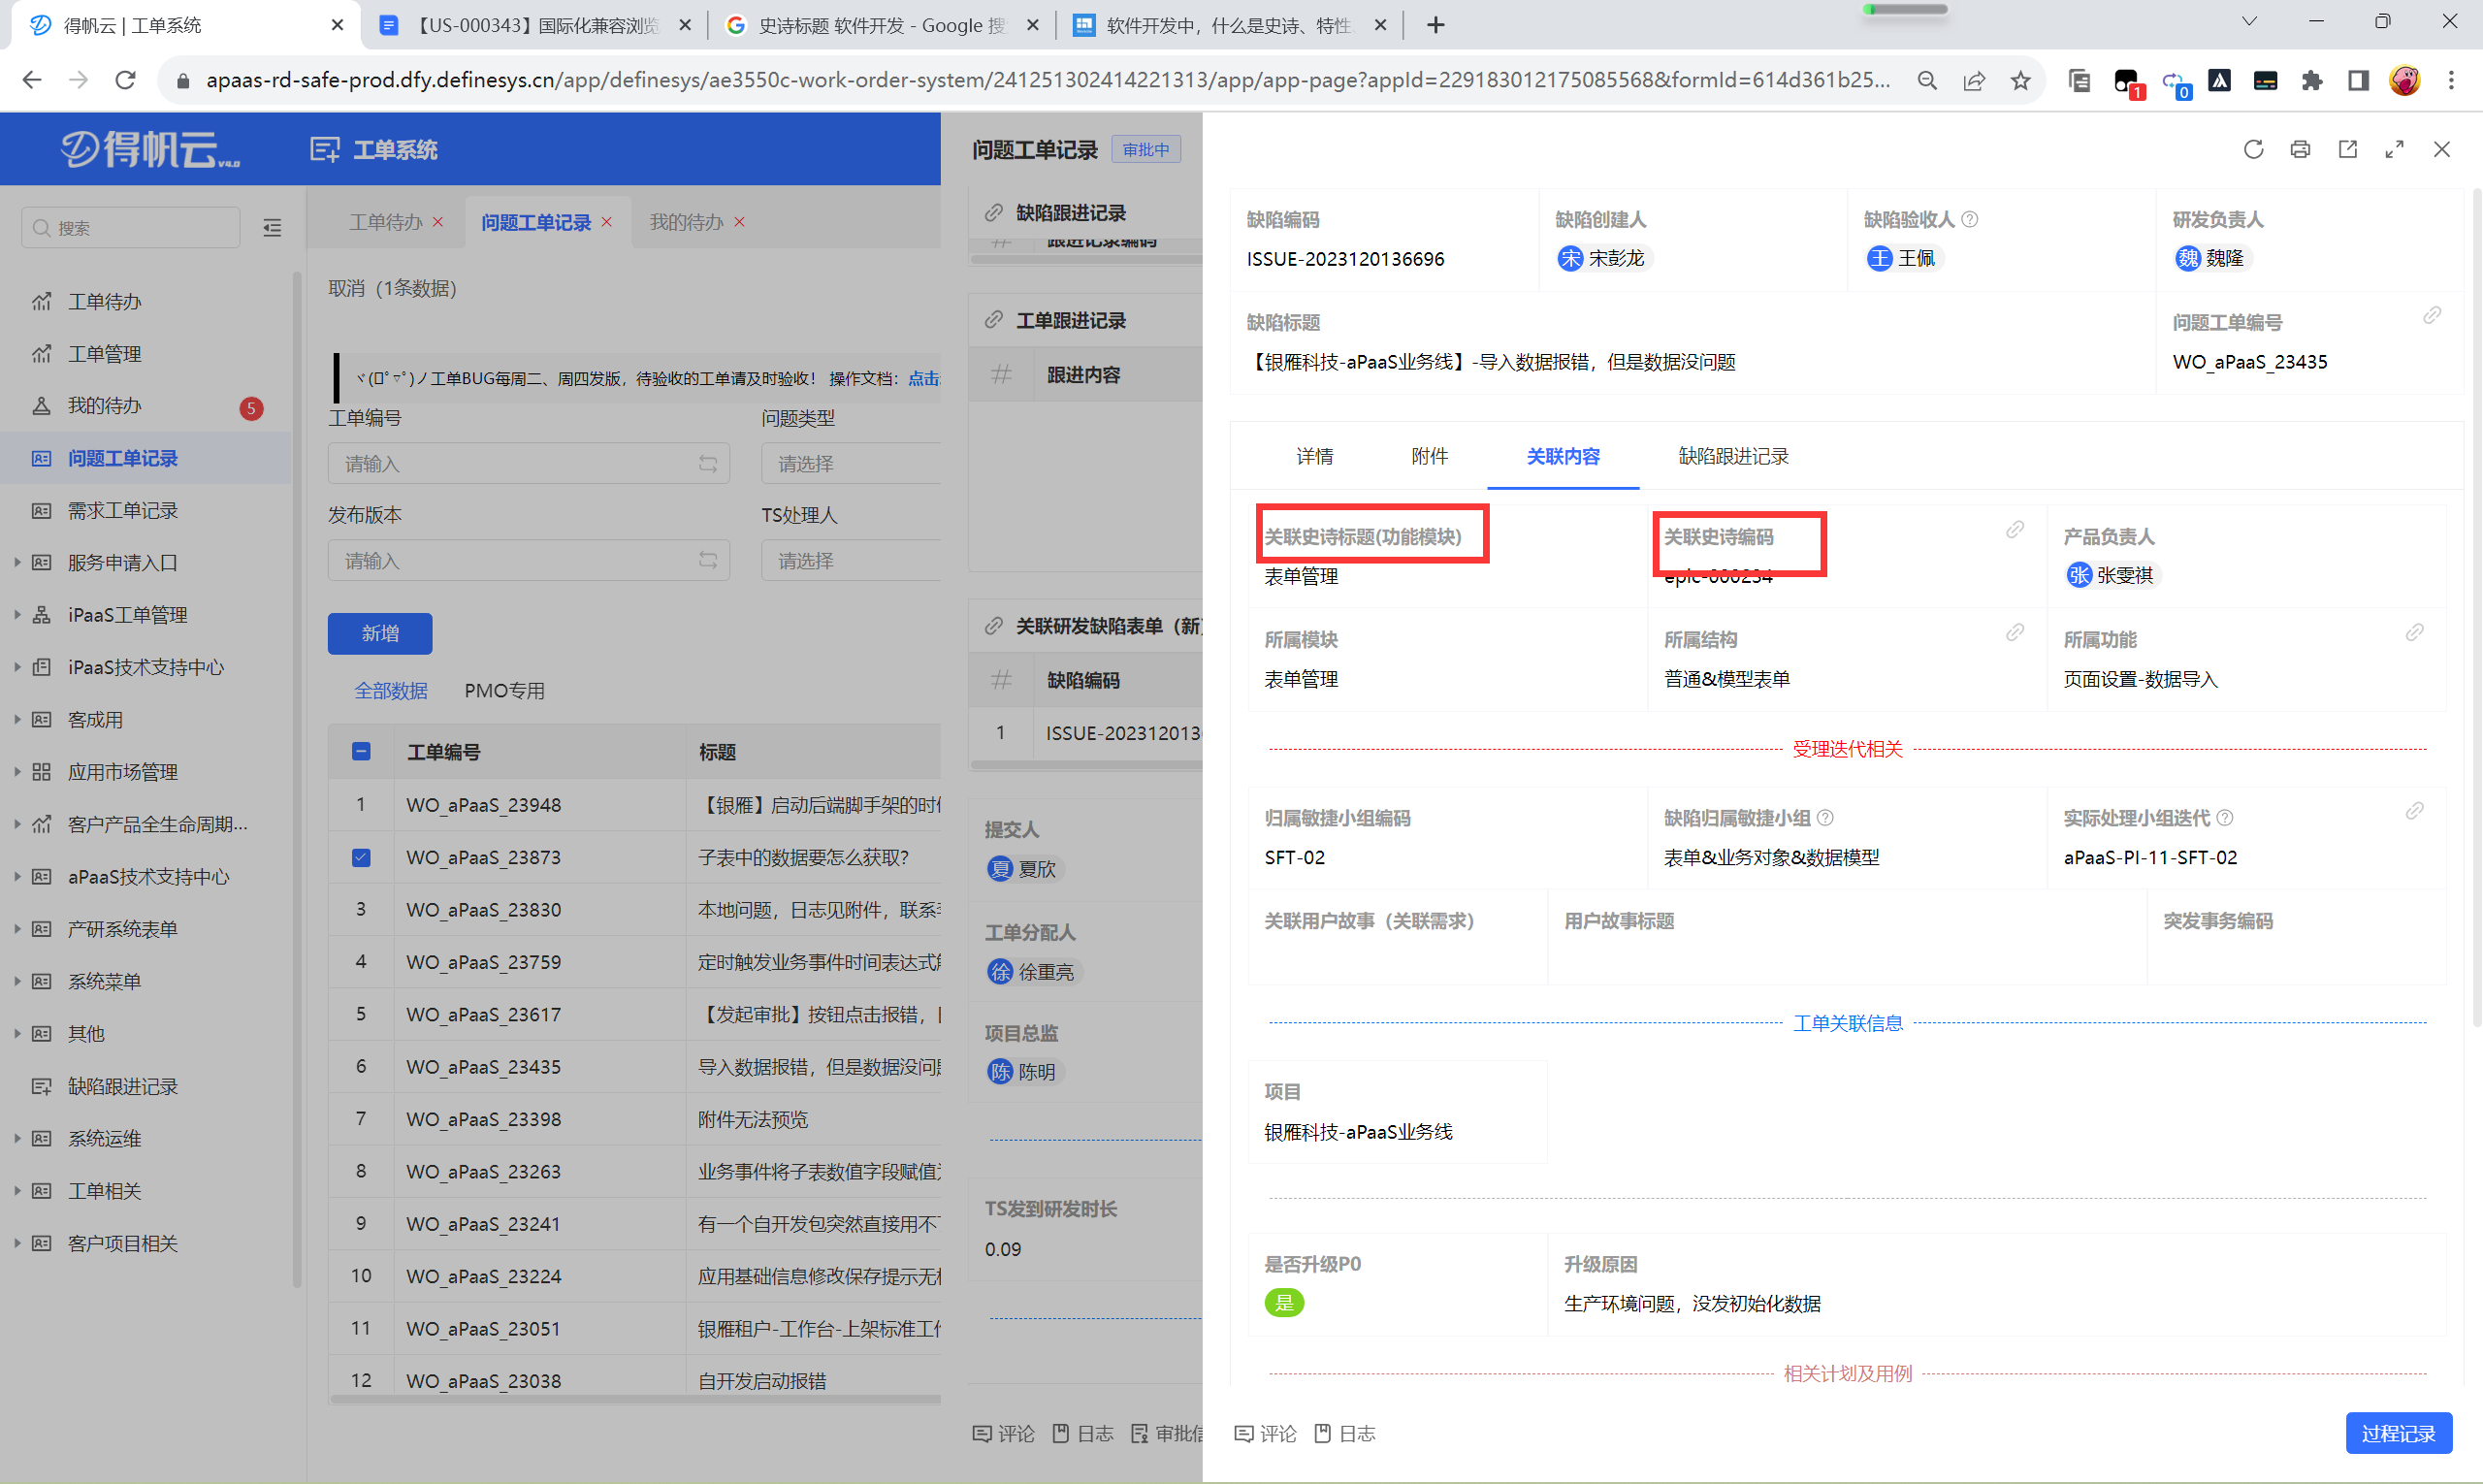 得帆云 | 工单系统
【US-000343】国际化兼容浏览
史诗标题 软件开发 - Google 搜
软件开发中，什么是史诗、特性
apaas-rd-safe-prod.dfy.definesys.cn/app/definesys/ae3550c-work-order-system/241251302414221313/app/app-page?appId=229183012175085568&formId=614d361b25...
1
0
得帆云 V4.0
工单系统
搜索
工单待办
工单管理
我的待办
5
问题工单记录
需求工单记录
服务申请入口
iPaaS工单管理
iPaaS技术支持中心
客成用
应用市场管理
客户产品全生命周期...
aPaaS技术支持中心
产研系统表单
系统菜单
其他
缺陷跟进记录
系统运维
工单相关
客户项目相关
工单待办
问题工单记录
我的待办
取消（1条数据）
工单BUG每周二、周四发版，待验收的工单请及时验收！ 操作文档：点击
工单编号
问题类型
请输入
请选择
发布版本
TS处理人
请输入
请选择
新增
全部数据
PMO专用
工单编号 标题
1 WO_aPaaS_23948 【银雁】启动后端脚手架的时
WO_aPaaS_23873 子表中的数据要怎么获取?
3 WO_aPaaS_23830 本地问题，日志见附件，联系
4 WO_aPaaS_23759 定时触发业务事件时间表达式
5 WO_aPaaS_23617 【发起审批】按钮点击报错，
6 WO_aPaaS_23435 导入数据报错，但是数据没问
7 WO_aPaaS_23398 附件无法预览
8 WO_aPaaS_23263 业务事件将子表数值字段赋值
9 WO_aPaaS_23241 有一个自开发包突然直接用不
10 WO_aPaaS_23224 应用基础信息修改保存提示无
11 WO_aPaaS_23051 银雁租户-工作台-上架标准工
12 WO_aPaaS_23038 自开发启动报错
问题工单记录 审批中
缺陷跟进记录
# 跟进记录编码
工单跟进记录
# 跟进内容
关联研发缺陷表单（新
# 缺陷编码
1 ISSUE-202312013
提交人
夏 夏欣
工单分配人
徐 徐重亮
项目总监
陈 陈明
TS发到研发时长
0.09
评论 日志 审批信
缺陷编码
ISSUE-2023120136696
缺陷创建人
宋 宋彭龙
缺陷验收人
王 王佩
研发负责人
魏 魏隆
缺陷标题
【银雁科技-aPaaS业务线】-导入数据报错，但是数据没问题
问题工单编号
WO_aPaaS_23435
详情 附件 关联内容 缺陷跟进记录
关联史诗标题(功能模块)
表单管理
关联史诗编码
epic-000234
产品负责人
张 张雯祺
所属模块
表单管理
所属结构
普通&模型表单
所属功能
页面设置-数据导入
受理迭代相关
归属敏捷小组编码
SFT-02
缺陷归属敏捷小组
表单&业务对象&数据模型
实际处理小组迭代
aPaaS-PI-11-SFT-02
关联用户故事（关联需求）
用户故事标题
突发事务编码
工单关联信息
项目
银雁科技-aPaaS业务线
是否升级P0
是
升级原因
生产环境问题，没发初始化数据
相关计划及用例
评论 日志
过程记录